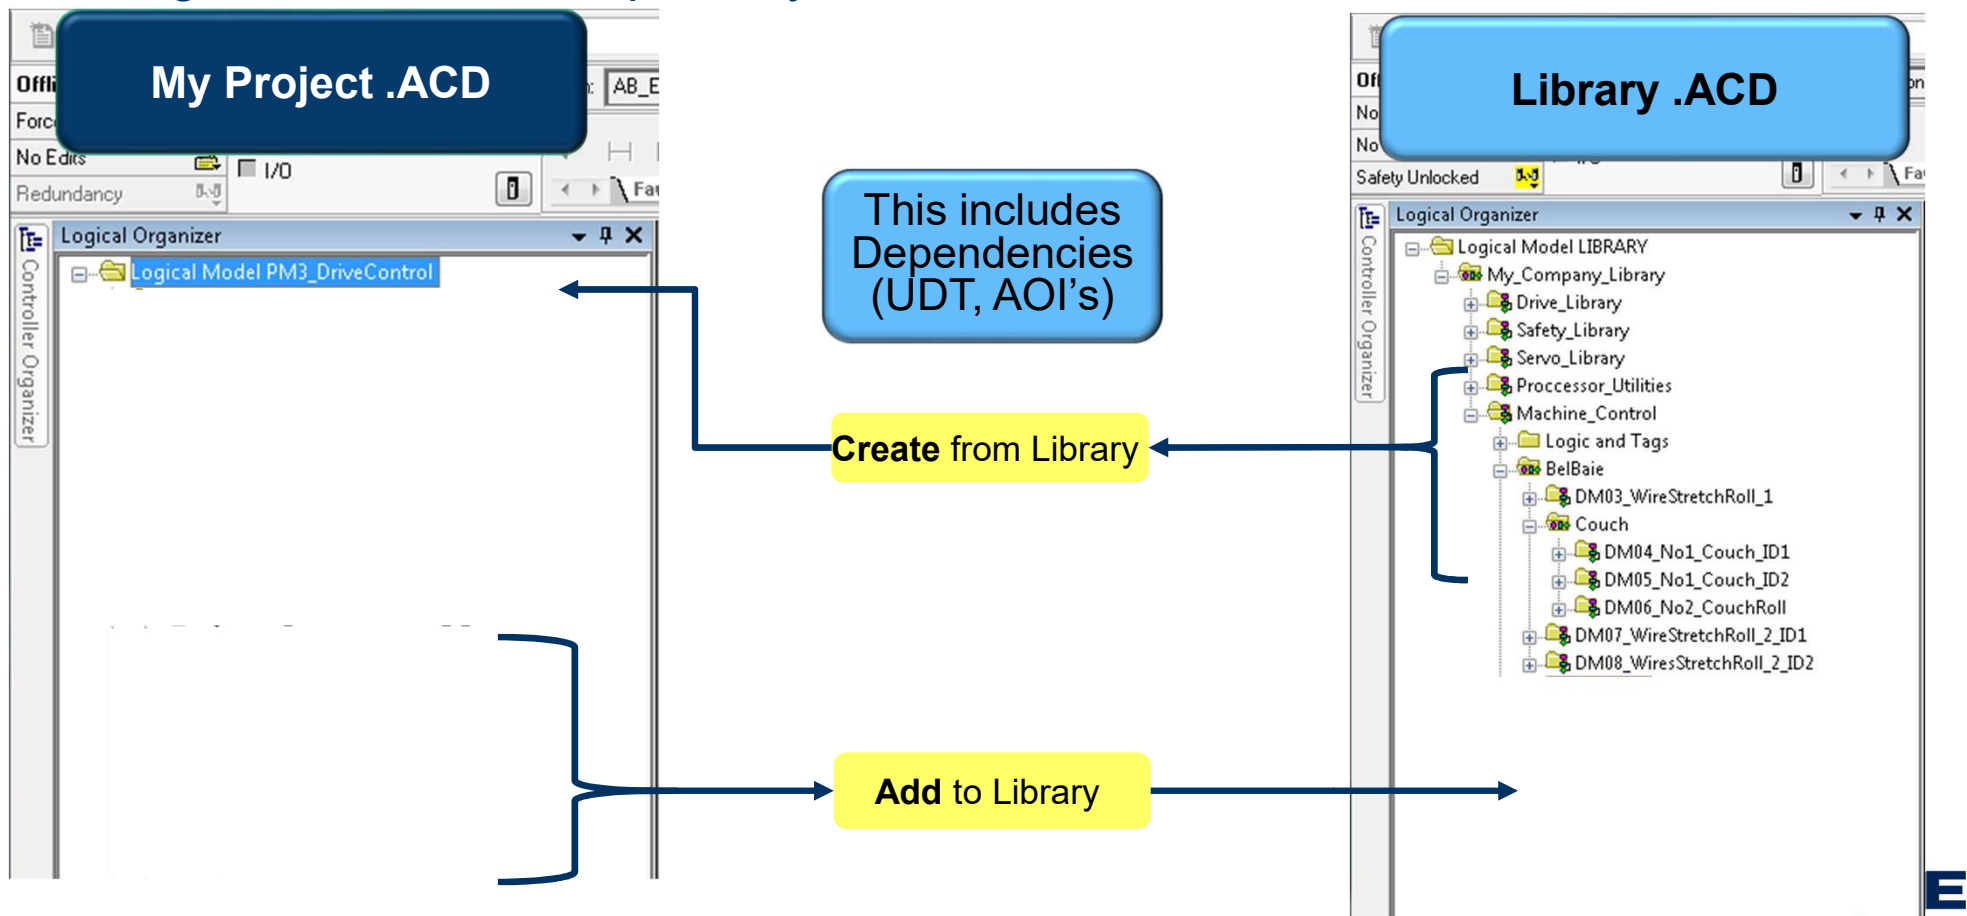 My Project .ACD
No Edits
Redundancy
I/O
Logical Organizer
Controller Organizer
Logical Model PM3_DriveControl
This includes
Dependencies
(UDT, AOI's)
Create from Library
Add to Library
Library .ACD
No
No
Safety Unlocked
Logical Organizer
Controller Organizer
Logical Model LIBRARY
My_Company_Library
Drive_Library
Safety_Library
Servo_Library
Proccessor_Utilities
Machine_Control
Logic and Tags
BelBaie
DM03_WireStretchRoll_1
Couch
DM04_No1_Couch_ID1
DM05_No1_Couch_ID2
DM06_No2_CouchRoll
DM07_WireStretchRoll_2_ID1
DM08_WiresStretchRoll_2_ID2